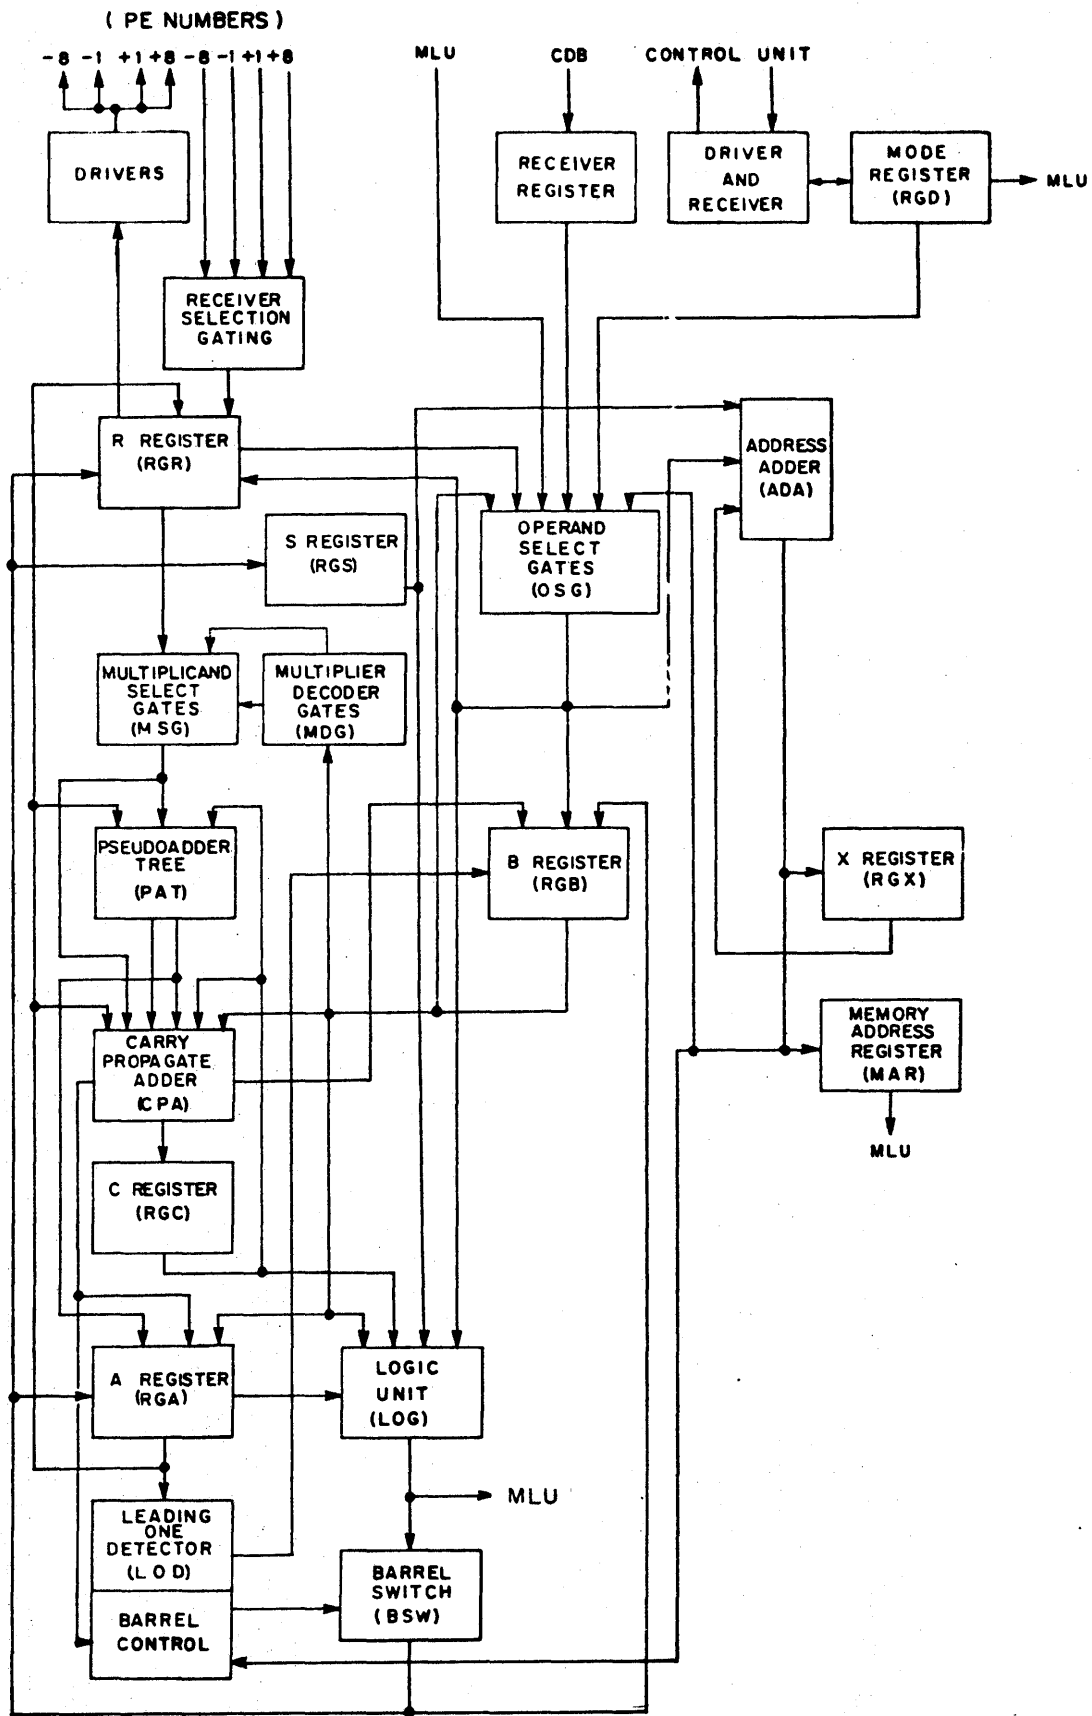 ( PE NUMBERS )
-8 -1 +1 +8 -8 -1 +1 +8
MLU
CDB
CONTROL UNIT
DRIVERS
RECEIVER
REGISTER
DRIVER
AND
RECEIVER
MODE
REGISTER
(RGD)
MLU
RECEIVER
SELECTION
GATING
R REGISTER
(RGR)
ADDRESS
ADDER
(ADA)
S REGISTER
(RGS)
OPERAND
SELECT
GATES
(OSG)
MULTIPLICAND
SELECT
GATES
(MSG)
MULTIPLIER
DECODER
GATES
(MDG)
PSEUDOADDER
TREE
(PAT)
B REGISTER
(RGB)
X REGISTER
(RGX)
CARRY
PROPAGATE
ADDER
(CPA)
MEMORY
ADDRESS
REGISTER
(MAR)
MLU
C REGISTER
(RGC)
A REGISTER
(RGA)
LOGIC
UNIT
(LOG)
MLU
LEADING
ONE
DETECTOR
(LOD)
BARREL
SWITCH
(BSW)
BARREL
CONTROL